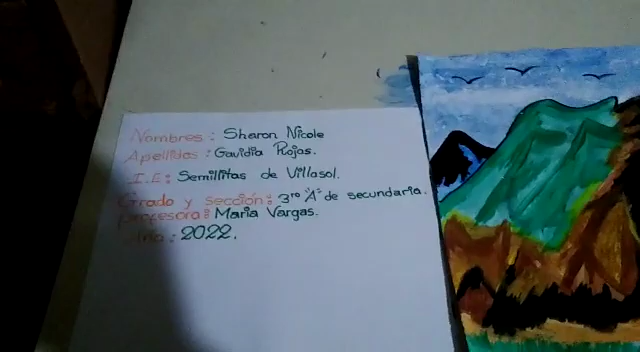 Nombres : Sharon Nicole
Apellidos : Gavidia Rojas.
I.E: Semillitas de Villasol.
Grado y sección: 3ro "A" de secundaria.
Profesora: María Vargas.
Año : 2022.